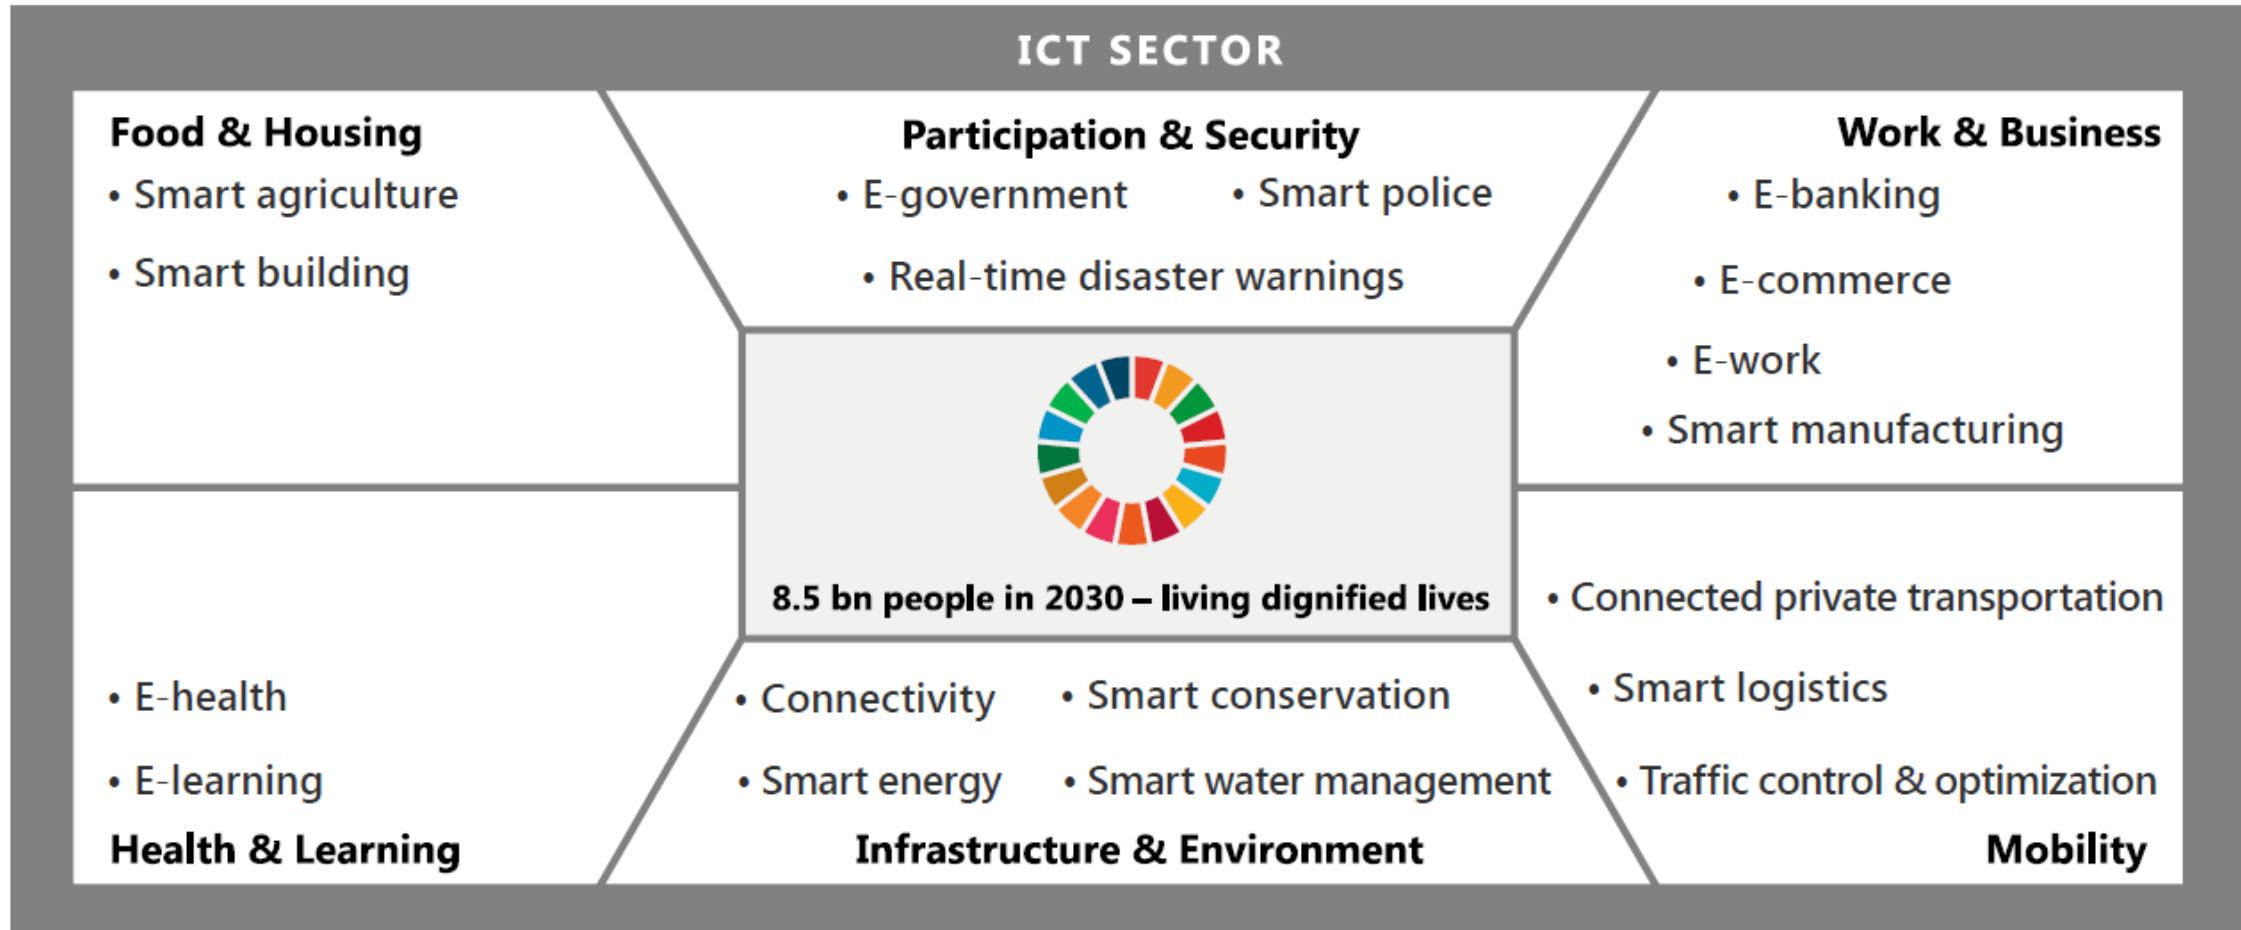 ICT SECTOR
Food & Housing
• Smart agriculture
• Smart building
Participation & Security
• E-government • Smart police
• Real-time disaster warnings
Work & Business
• E-banking
• E-commerce
• E-work
• Smart manufacturing
8.5 bn people in 2030 – living dignified lives
• E-health
• E-learning
Health & Learning
• Connectivity • Smart conservation
• Smart energy • Smart water management
Infrastructure & Environment
• Connected private transportation
• Smart logistics
• Traffic control & optimization
Mobility